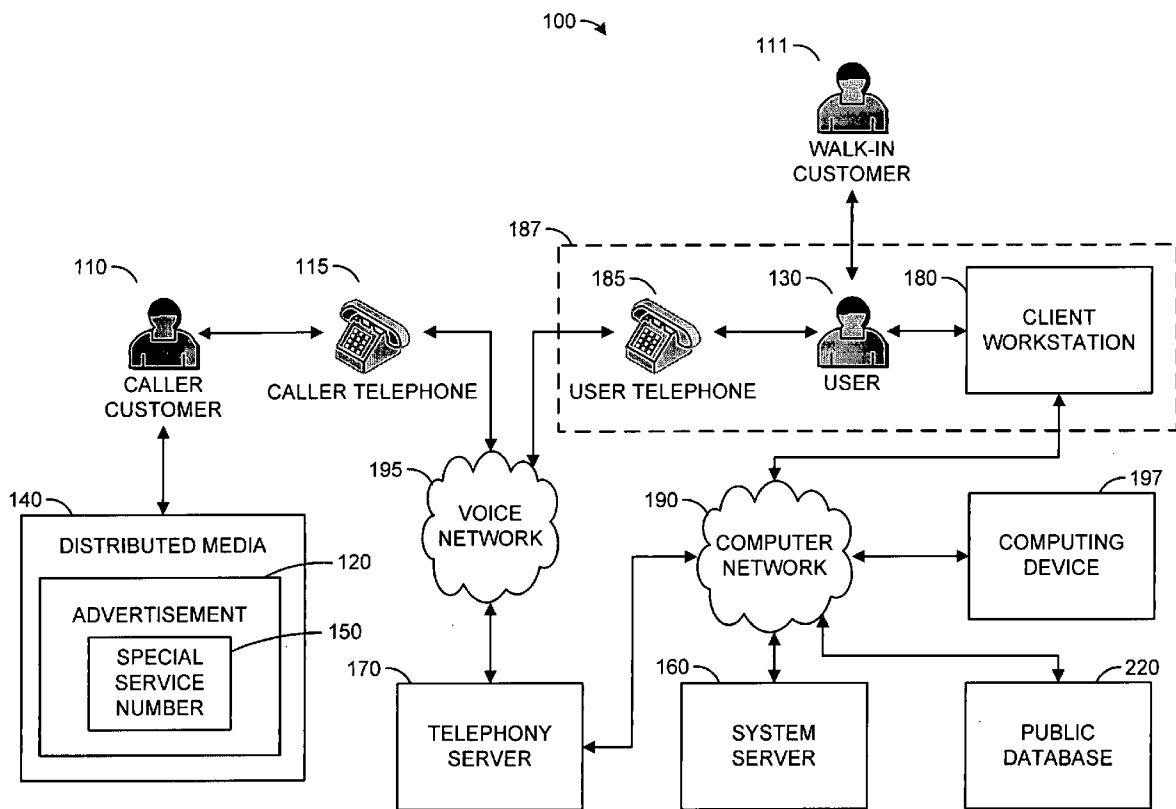 100
111
WALK-IN
CUSTOMER
187
110
115
185
130
180
CLIENT
WORKSTATION
CALLER
CUSTOMER
CALLER TELEPHONE
USER TELEPHONE
USER
195
VOICE
NETWORK
190
COMPUTER
NETWORK
197
COMPUTING
DEVICE
140
DISTRIBUTED MEDIA
120
ADVERTISEMENT
150
SPECIAL
SERVICE
NUMBER
170
TELEPHONY
SERVER
160
SYSTEM
SERVER
220
PUBLIC
DATABASE